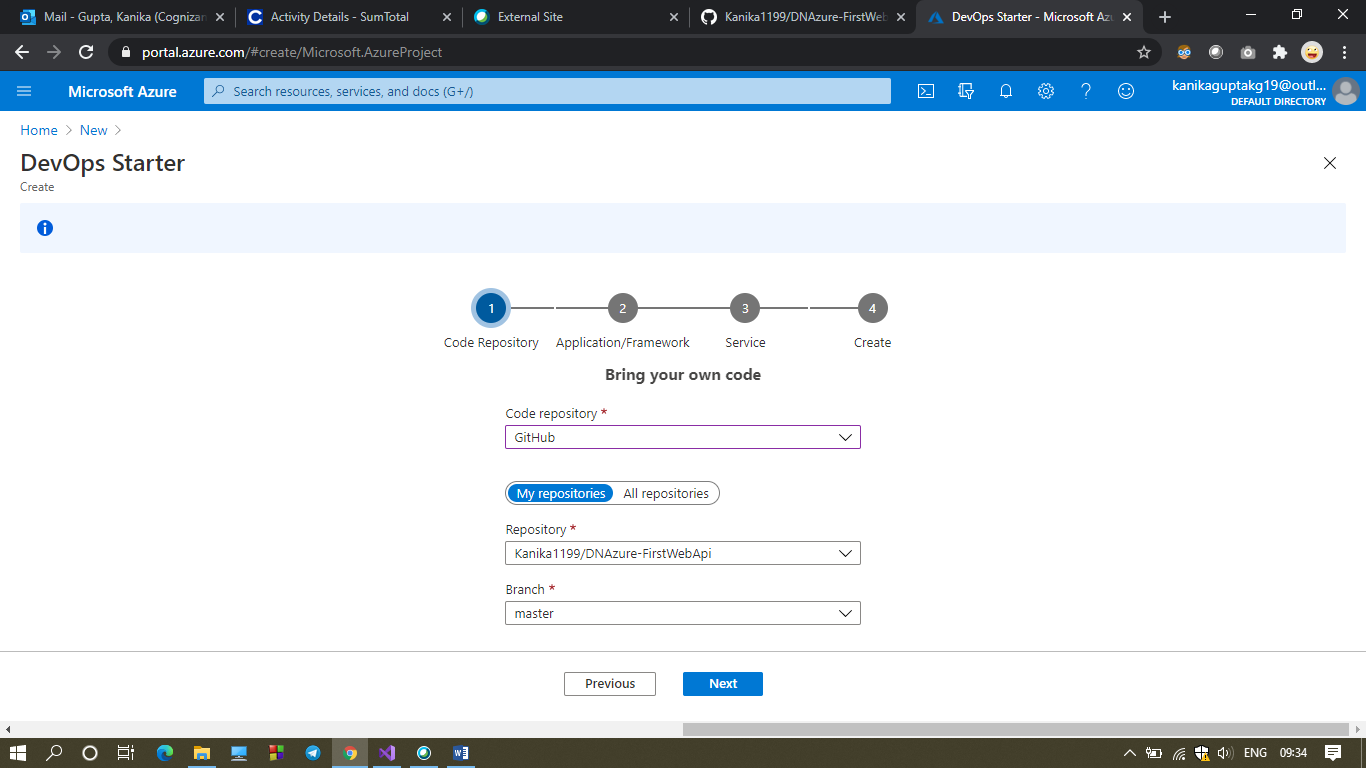 Mail - Gupta, Kanika (Cognizan
Activity Details - SumTotal
External Site
Kanika1199/DNAzure-FirstWeb
DevOps Starter - Microsoft Azu
portal.azure.com/#create/Microsoft.AzureProject
Microsoft Azure
Search resources, services, and docs (G+/)
kanikaguptakg19@outl...
DEFAULT DIRECTORY
Home > New >
DevOps Starter
Create
1 2 3 4
Code Repository Application/Framework Service Create
Bring your own code
Code repository *
GitHub
My repositories All repositories
Repository *
Kanika1199/DNAzure-FirstWebApi
Branch *
master
Previous Next
ENG 09:34